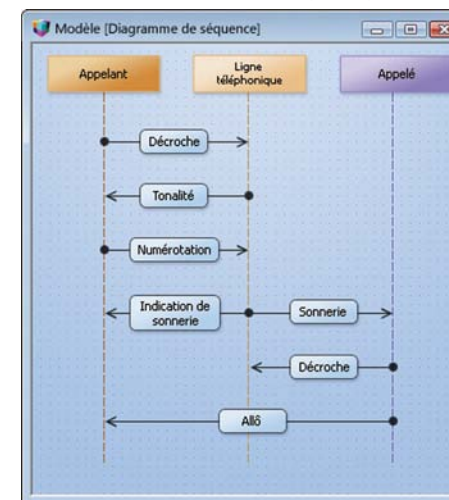 Modèle [Diagramme de séquence]
Appelant
Ligne
téléphonique
Appelé
Décroche
Tonalité
Numérotation
Indication de
sonnerie
Sonnerie
Décroche
Allô